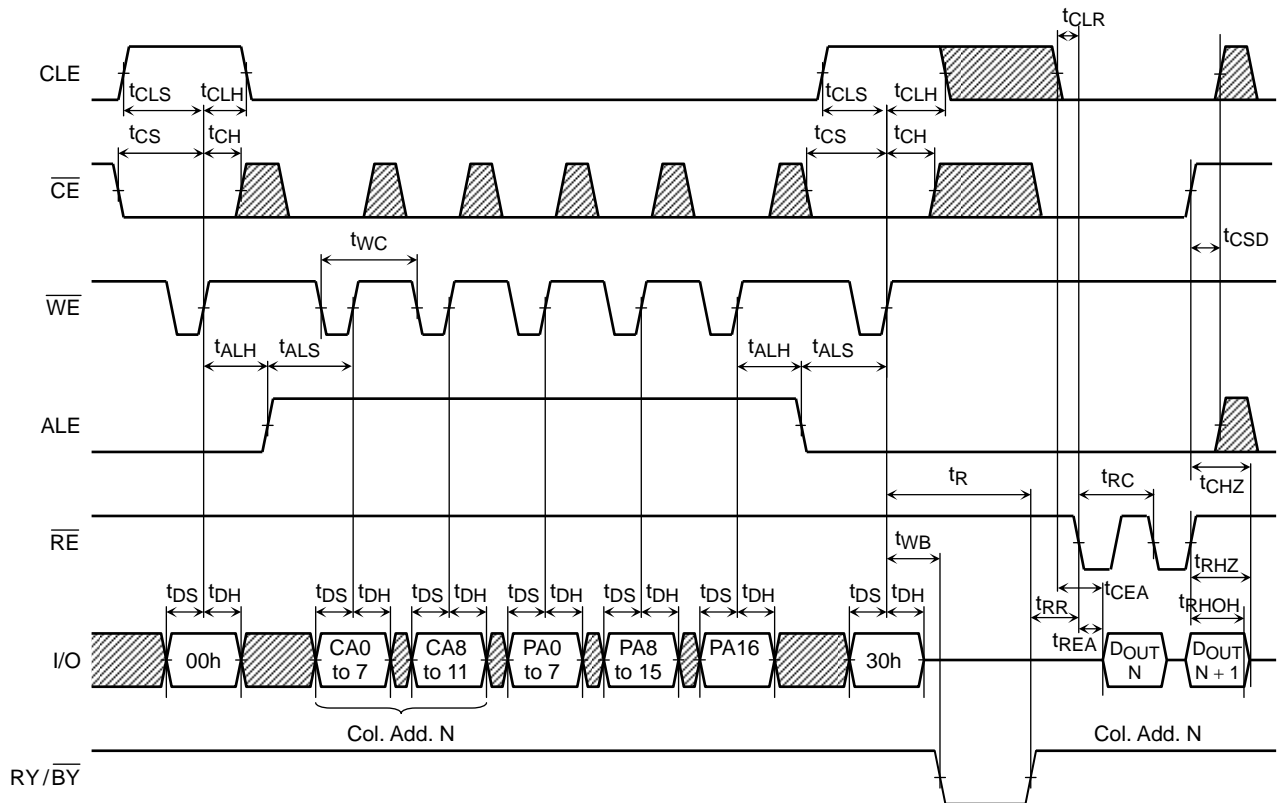 tCLR
CLE
tCLS tCLH tCLS tCLH
tCS tCH tCS tCH
CE
tWC tCSD
WE
tALH tALS tALH tALS
ALE
tR tRC tCHZ
RE
tWB tRHZ
tDS tDH tDS tDH tDS tDH tDS tDH tDS tDH tDS tDH tDS tDH tCEA
tRR tRHOH
tREA
I/O 00h CA0 to 7 CA8 to 11 PA0 to 7 PA8 to 15 PA16 30h DOUT N DOUT N + 1
Col. Add. N Col. Add. N
RY/BY